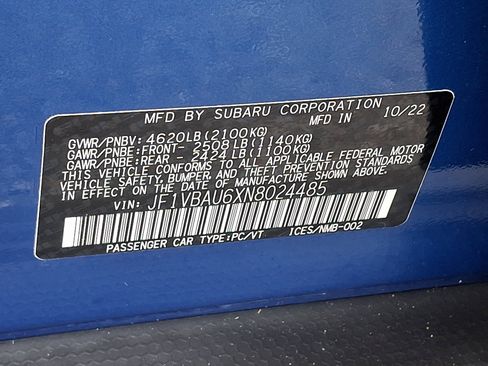 MFD BY SUBARU CORPORATION 10/22
GVWR/PNBV: 4620LB(2100KG)
GAWR/PNBE:FRONT- 2508LB(1140KG)
GAWR/PNBE:REAR - 2424LB(1100KG)
THIS VEHICLE CONFORMS TO ALL APPLICABLE FEDERAL MOTOR
VEHICLE SAFETY, BUMPER, AND THEFT PREVENTION STANDARDS
IN EFFECT ON THE DATE OF MANUFACTURE SHOWN ABOVE.
VIN: JF1VBAU6XN8024485
PASSENGER CAR TYPE:PC/VT ICES/NMB-002